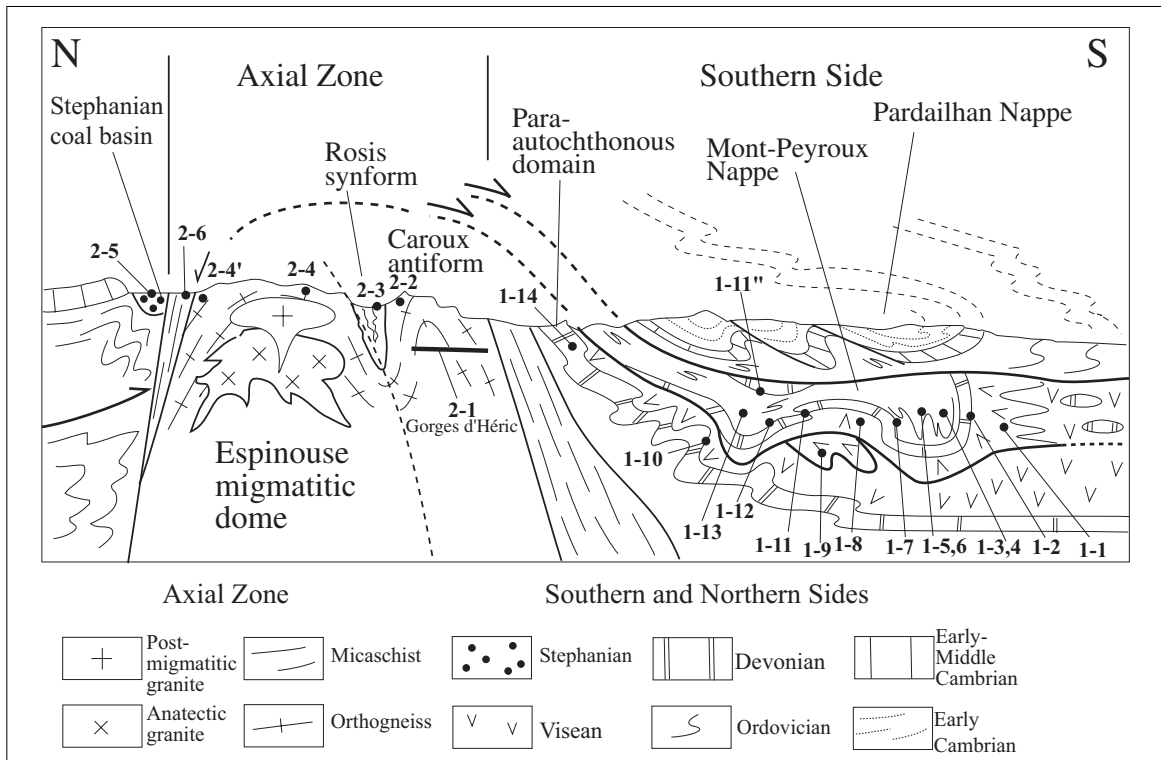 N
S
Axial Zone
Southern Side
Stephanian
coal basin
Para-
autochthonous
domain
Pardailhan Nappe
Mont-Peyroux
Nappe
Rosis
synform
Caroux
antiform
2-5
2-6
2-4'
2-4
2-3
2-2
1-14
1-11"
2-1
Gorges d'Héric
Espinouse
migmatitic
dome
1-10
1-13
1-12
1-11
1-9
1-8
1-7
1-5,6
1-3,4
1-2
1-1
Axial Zone
Southern and Northern Sides
Post-
migmatitic
granite
Micaschist
Stephanian
Devonian
Early-
Middle
Cambrian
Anatectic
granite
Orthogneiss
Visean
Ordovician
Early
Cambrian